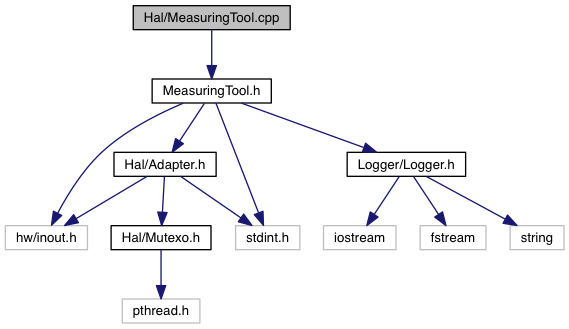 Hal/MeasuringTool.cpp
MeasuringTool.h
Hal/Adapter.h
Logger/Logger.h
hw/inout.h
Hal/Mutexo.h
stdint.h
iostream
fstream
string
pthread.h